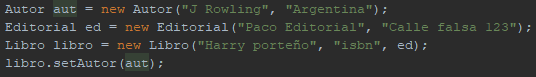 Autor aut = new Autor("J Rowling", "Argentina");
Editorial ed = new Editorial("Paco Editorial", "Calle falsa 123");
Libro libro = new Libro("Harry porteño", "isbn", ed);
libro.setAutor(aut);